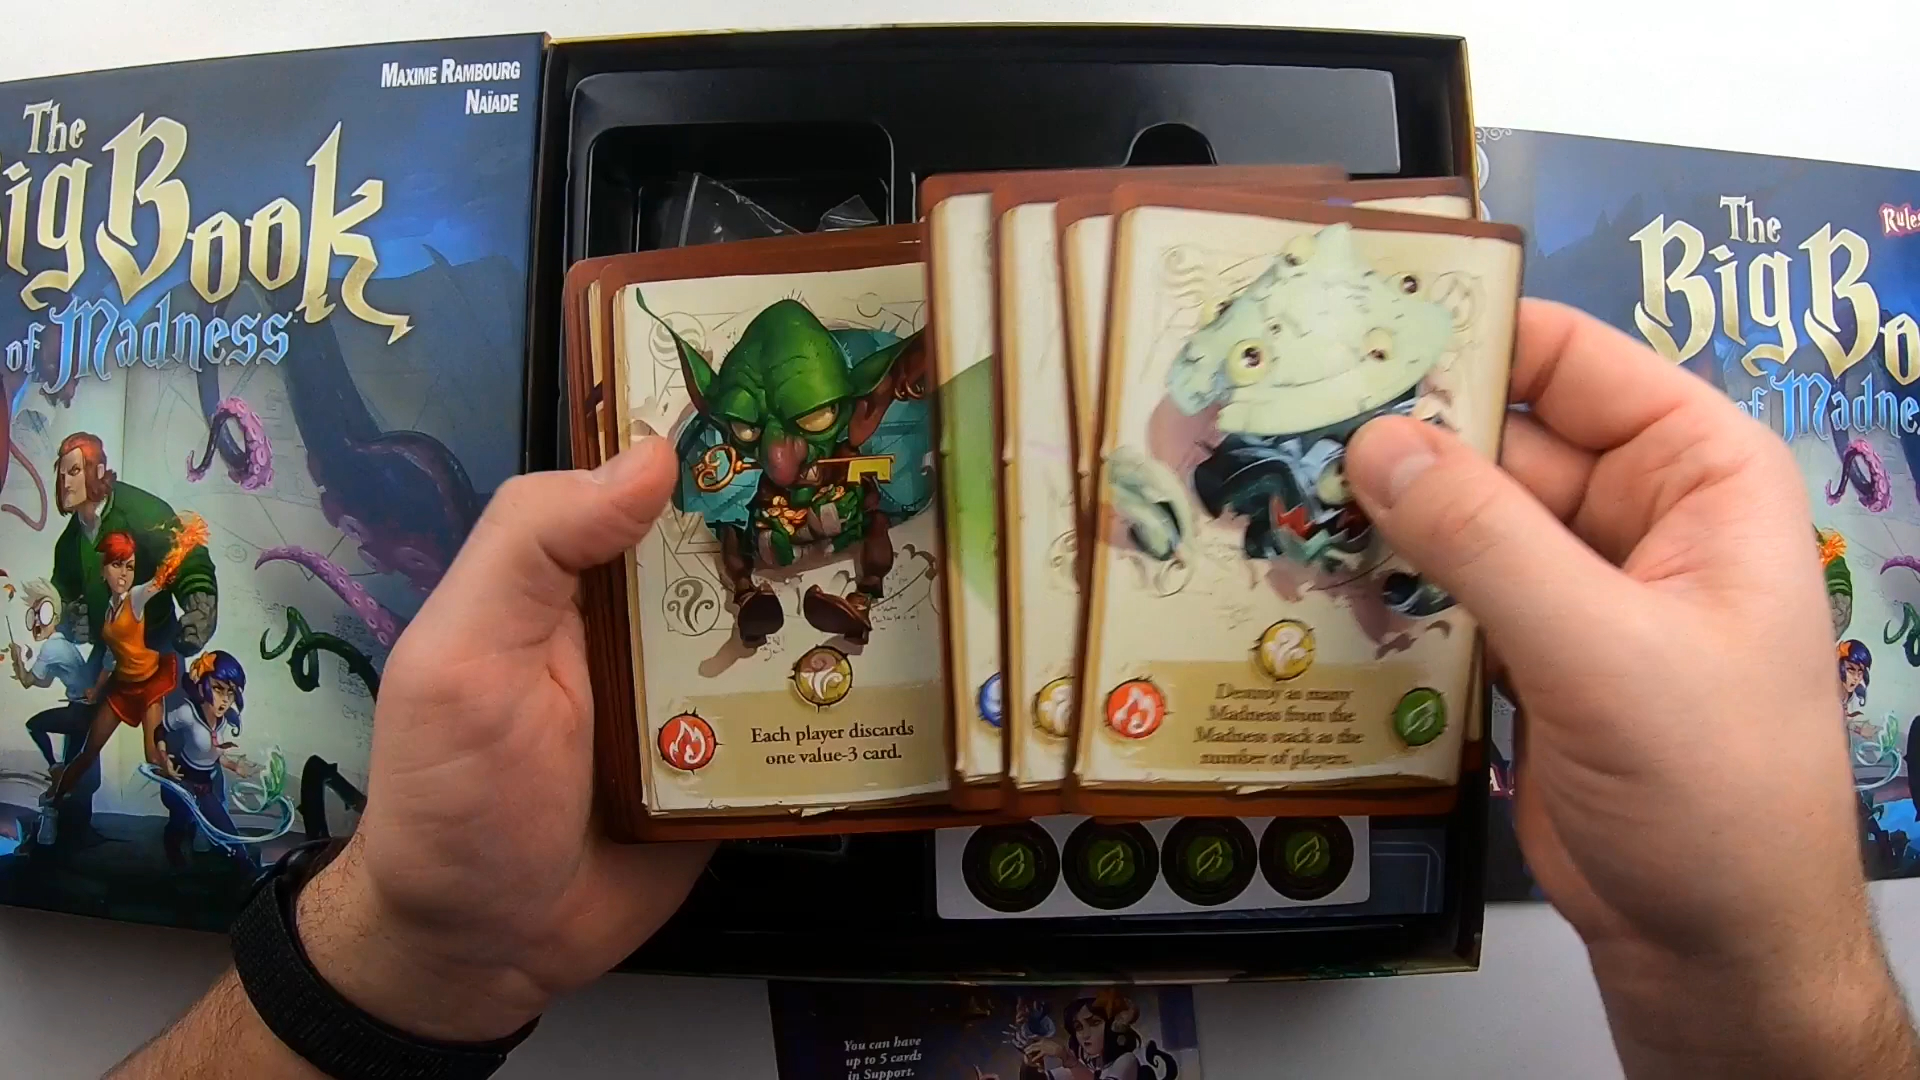 MAXIME RAMBOURG
NAÏADE
The
Big Book
of Madness
The
Big Bo
of Madne
Rules
Each player discards
one value-3 card.
Destroy as many
Madness from the
Madness stack as the
number of players.
You can have
up to 5 cards
in Support.